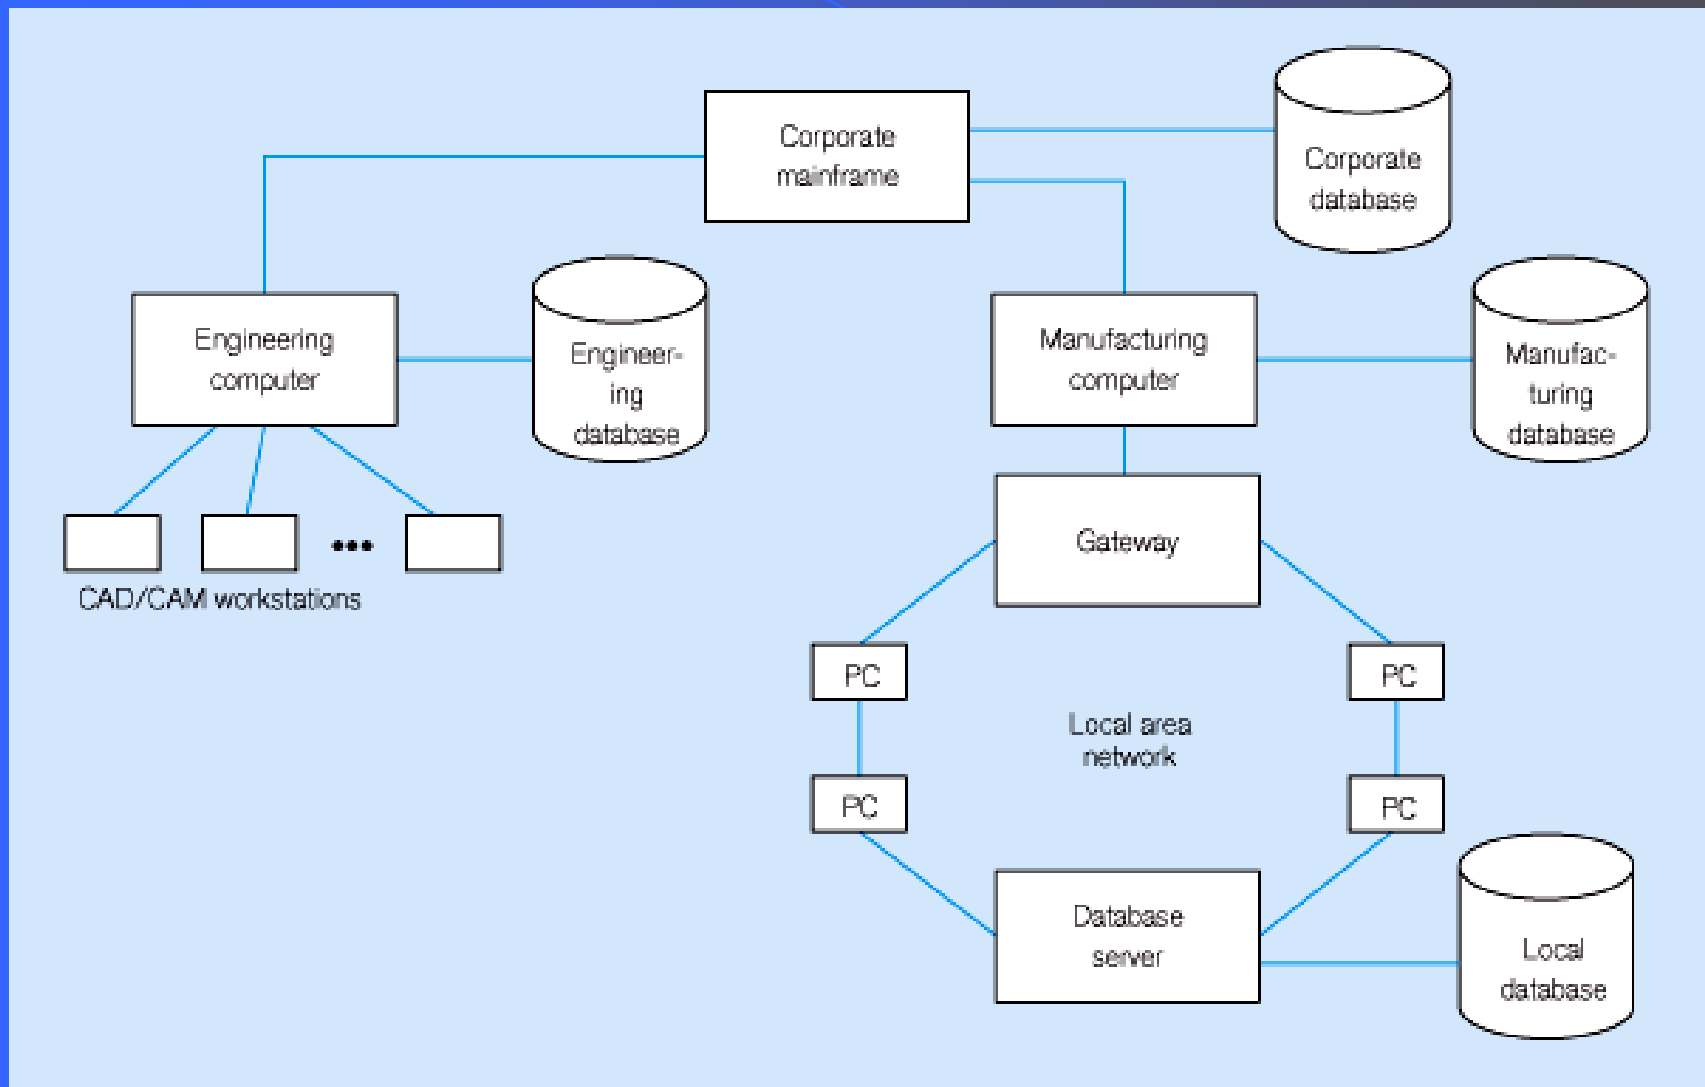 Corporate
mainframe
Corporate
database
Engineering
computer
Engineer-
ing
database
Manufacturing
computer
Manufac-
turing
database
CAD/CAM workstations
Gateway
PC
PC
Local area
network
PC
PC
Database
server
Local
database